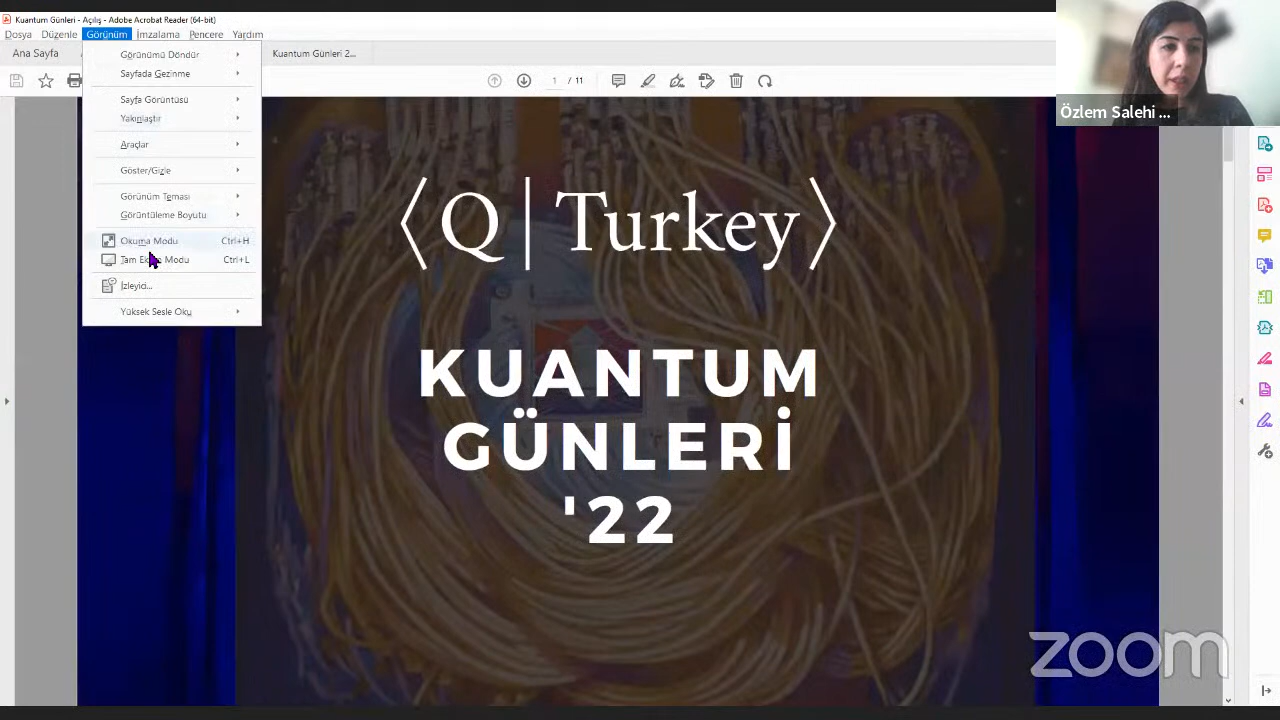 Kuantum Günleri - Açılış - Adobe Acrobat Reader (64-bit)
Dosya Düzenle Görünüm İmzalama Pencere Yardım
Ana Sayfa
Kuantum Günleri 2...
1 / 11
Görünümü Döndür
Sayfada Gezinme
Sayfa Görüntüsü
Yakınlaştır
Araçlar
Göster/Gizle
Görünüm Teması
Görüntüleme Boyutu
Okuma Modu Ctrl+H
Tam Modu Ctrl+L
İzleyici...
Yüksek Sesle Oku
Özlem Salehi ...
⟨Q|Turkey⟩
KUANTUM
GÜNLERİ
'22
zoom